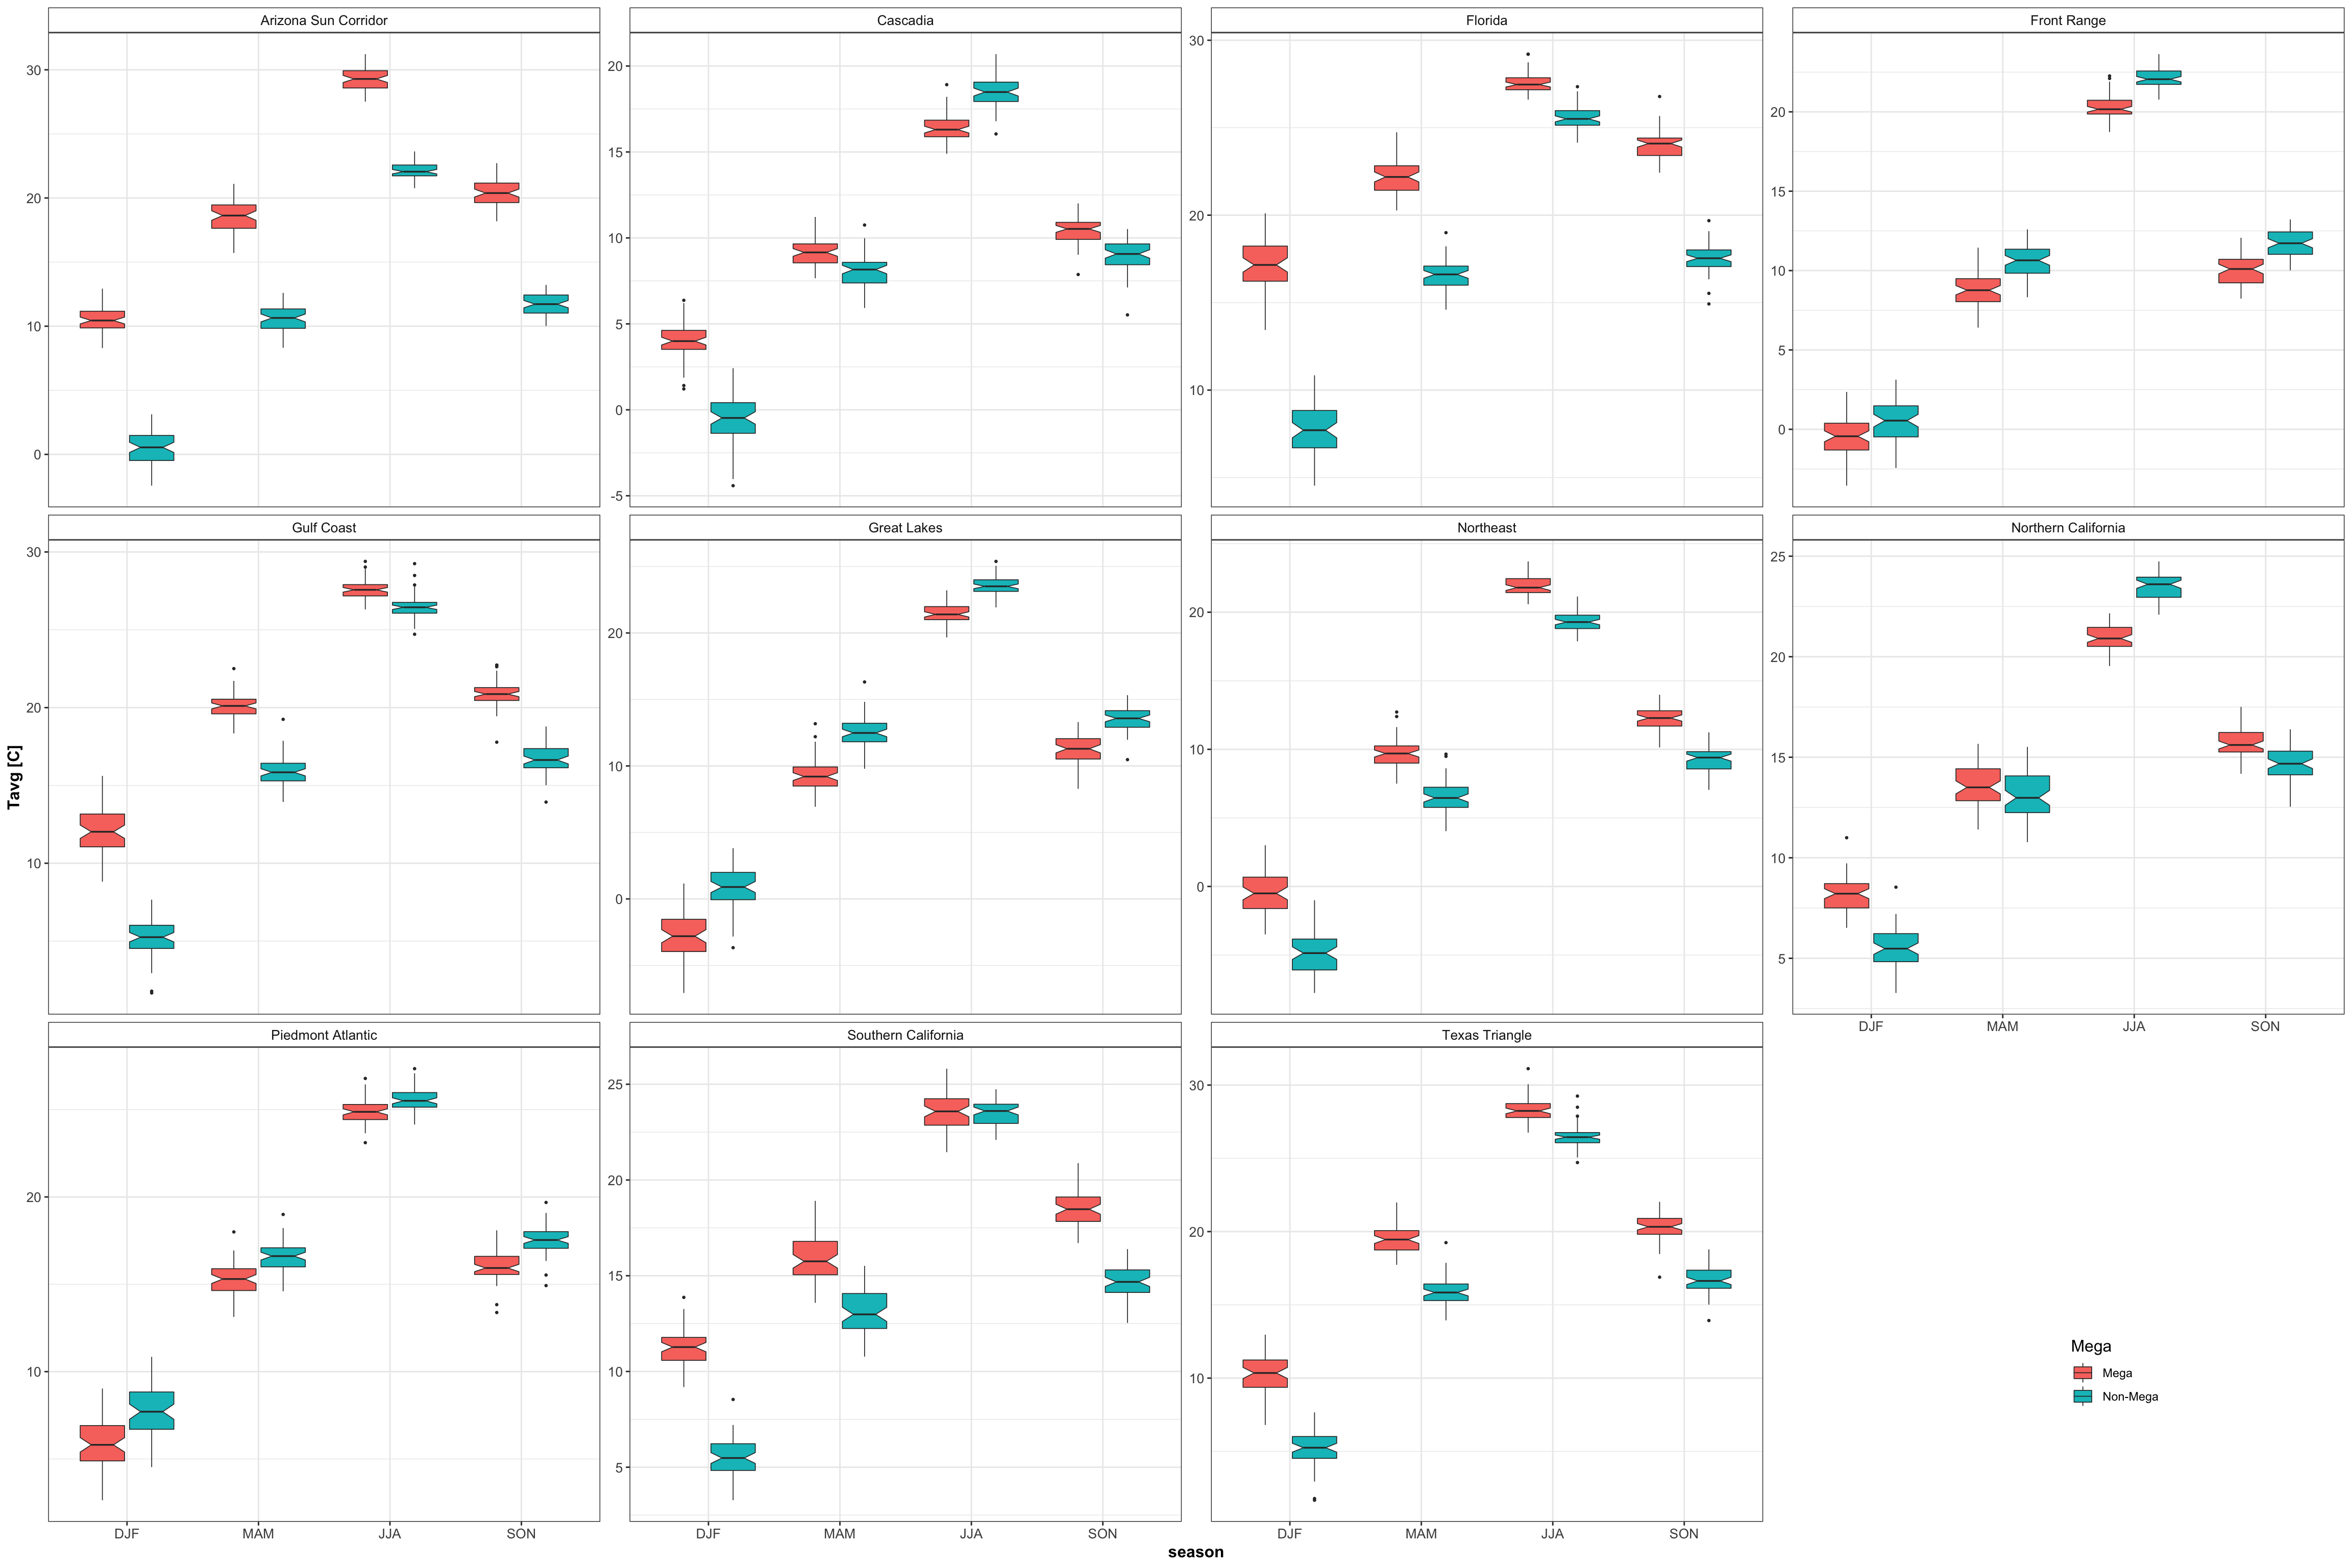 Arizona Sun Corridor
Cascadia
Florida
Front Range
30
20
10
0
20
15
10
5
0
-5
30
20
10
20
15
10
5
0
Gulf Coast
Great Lakes
Northeast
Northern California
30
20
10
20
10
0
20
10
0
25
20
15
10
5
DJF MAM JJA SON
Tavg [C]
Piedmont Atlantic
Southern California
Texas Triangle
20
10
25
20
15
10
5
30
20
10
DJF MAM JJA SON
DJF MAM JJA SON
DJF MAM JJA SON
season
Mega
Mega
Non-Mega